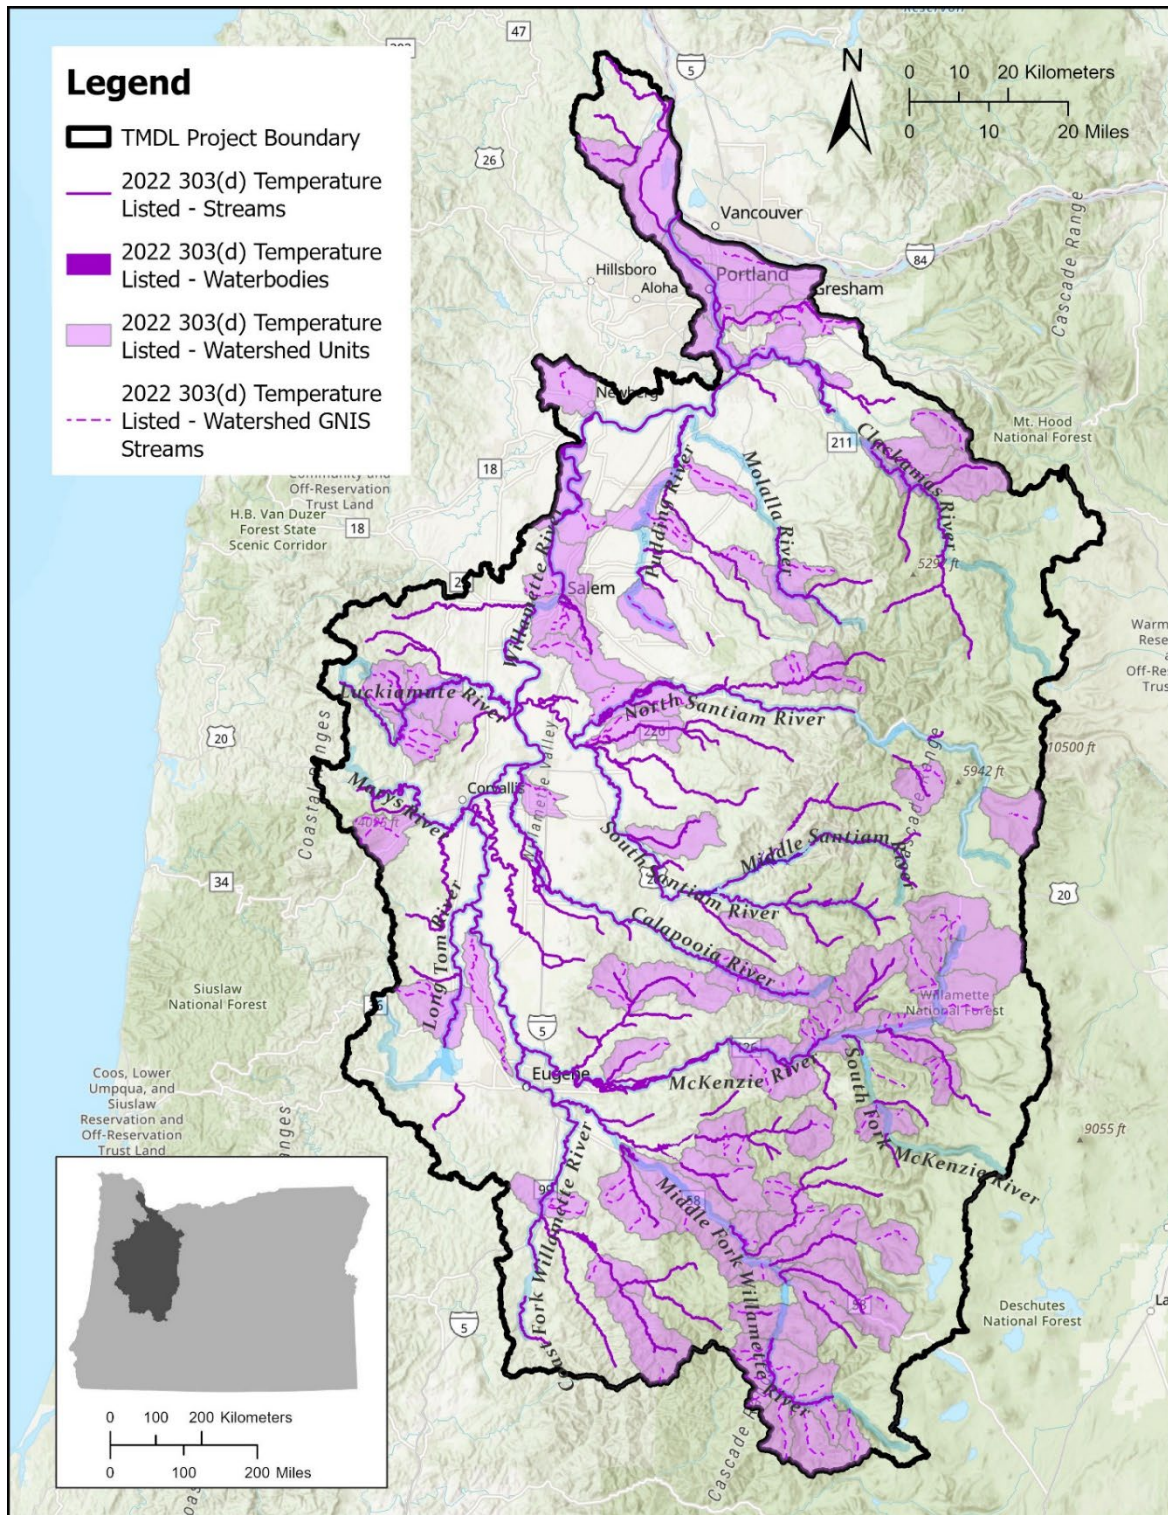 Legend
TMDL Project Boundary
2022 303(d) Temperature
Listed - Streams
2022 303(d) Temperature
Listed - Waterbodies
2022 303(d) Temperature
Listed - Watershed Units
2022 303(d) Temperature
Listed - Watershed GNIS
Streams
47
5
N
0 10 20 Kilometers
0 10 20 Miles
26
Vancouver
Cascade Range
84
Hillsboro
Aloha
Portland
Gresham
Newberg
Mt. Hood
National Forest
211
Clackamas River
18
Community and
Off-Reservation
Trust Land
H.B. Van Duzer
Forest State
Scenic Corridor
18
Pudding River
Molalla River
Willamette River
Salem
Luckiamute River
North Santiam River
20
Coastal Ranges
Willamette Valley
Cascade Range
10500 ft
5942 ft
Marys River
Corvallis
34
South Santiam River
Middle Santiam River
20
Long Tom River
Calapooia River
Siuslaw
National Forest
Willamette
National Forest
5
Eugene
McKenzie River
South Fork McKenzie River
Coos, Lower
Umpqua, and
Siuslaw
Reservation and
Off-Reservation
Trust Land
9055 ft
99
Coast Fork Willamette River
58
Middle Fork Willamette River
58
Deschutes
National Forest
5
0 100 200 Kilometers
0 100 200 Miles